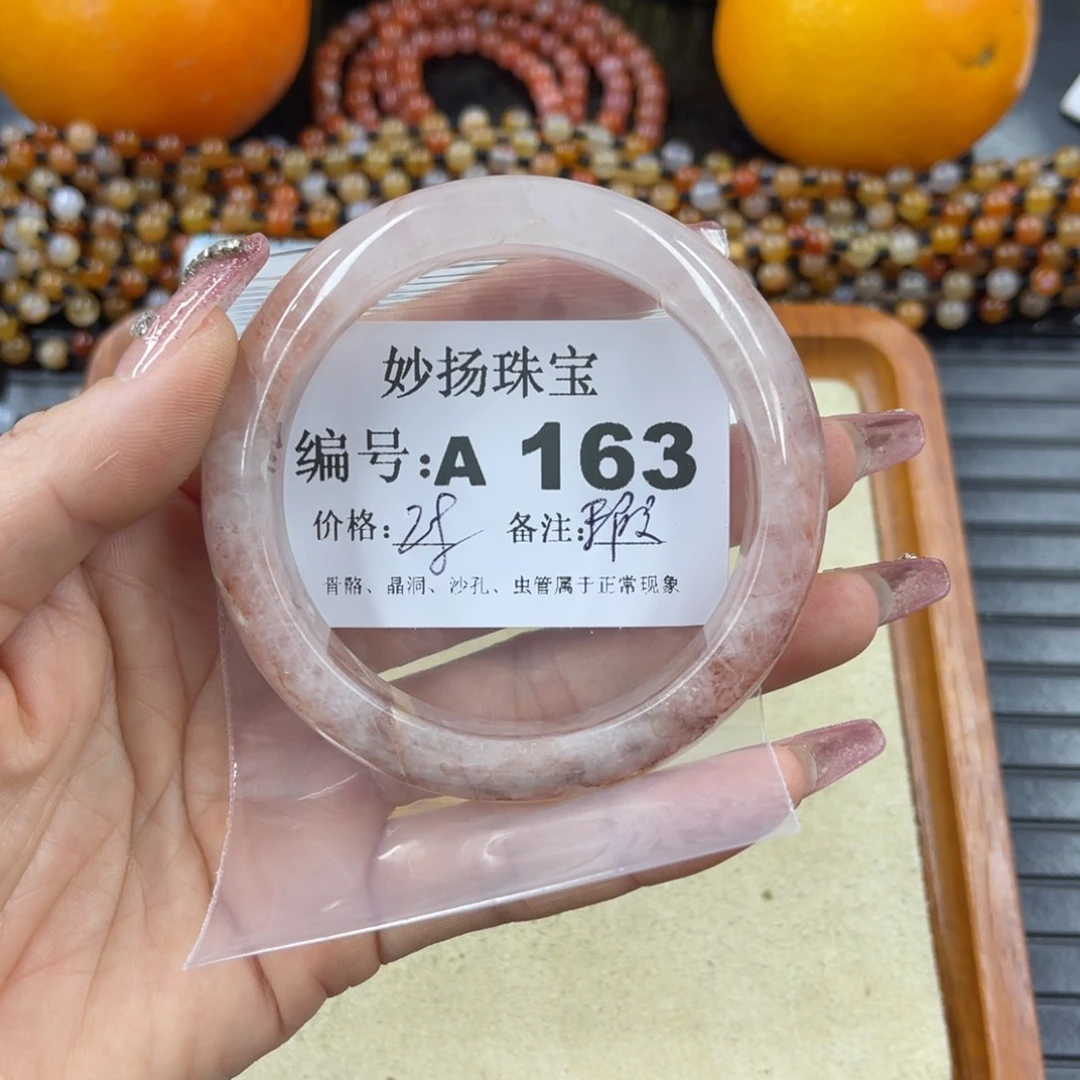 妙扬珠宝
编号:A 163
价格: 备注:
骨骼、晶洞、沙孔、虫管属于正常现象